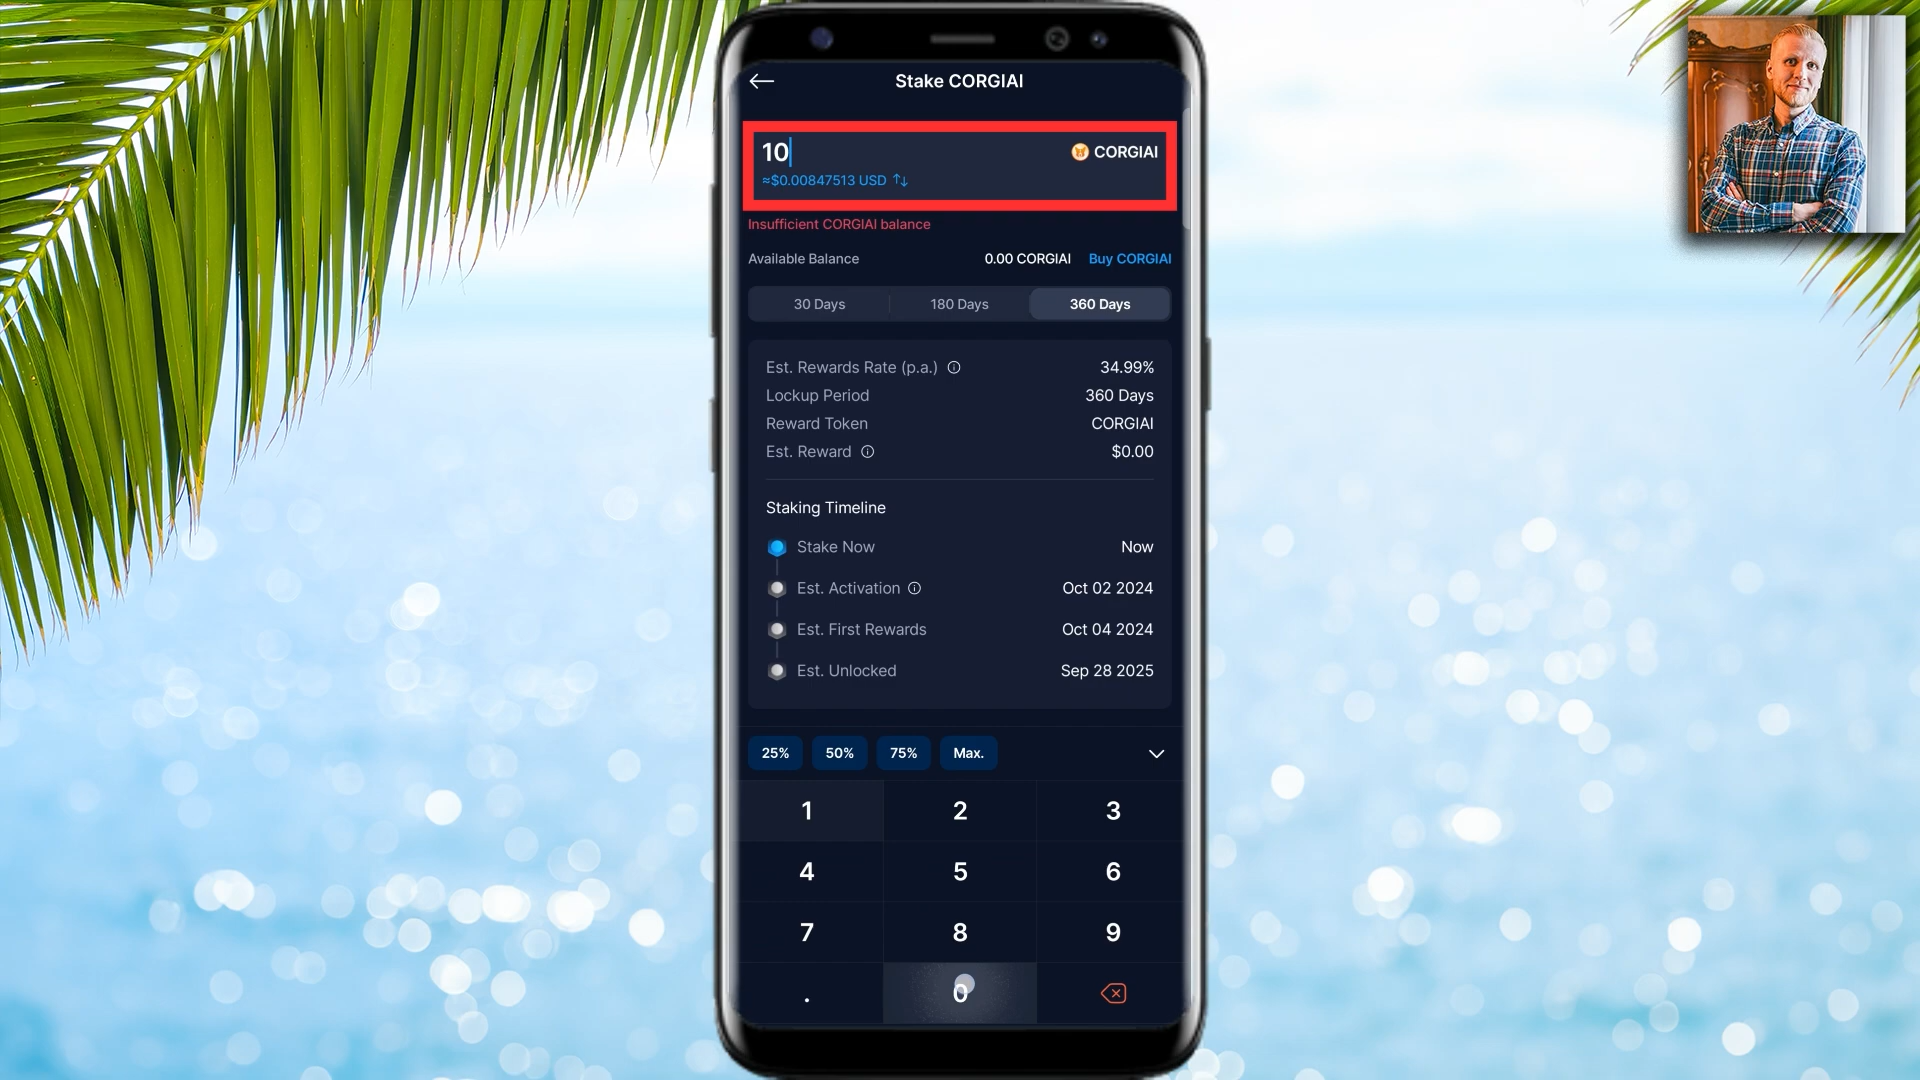 Stake CORGIAI
10 CORGIAI
≈$0.00847513 USD
Insufficient CORGIAI balance
Available Balance 0.00 CORGIAI Buy CORGIAI
30 Days 180 Days 360 Days
Est. Rewards Rate (p.a.) 34.99%
Lockup Period 360 Days
Reward Token CORGIAI
Est. Reward $0.00
Staking Timeline
Stake Now Now
Est. Activation Oct 02 2024
Est. First Rewards Oct 04 2024
Est. Unlocked Sep 28 2025
25% 50% 75% Max.
1 2 3
4 5 6
7 8 9
. 0